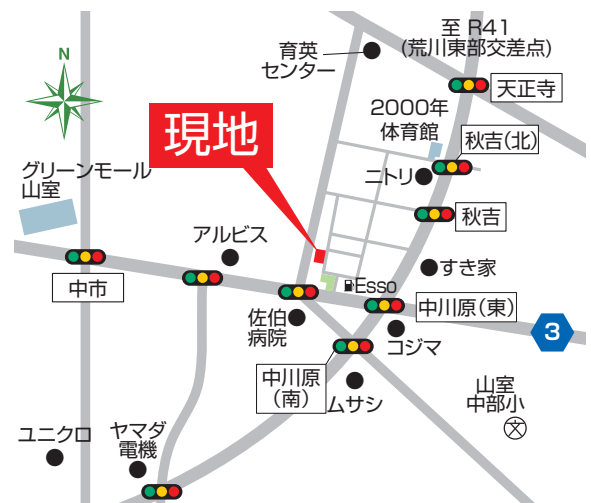 至 R41
(荒川東部交差点)
育英
センター
N
天正寺
2000年
体育館
現地
秋吉(北)
グリーンモール
山室
ニトリ
秋吉
アルビス
すき家
中市
Esso
中川原(東)
佐伯
病院
コジマ
3
中川原
(南)
ムサシ
山室
中部小
文
ユニクロ
ヤマダ
電機